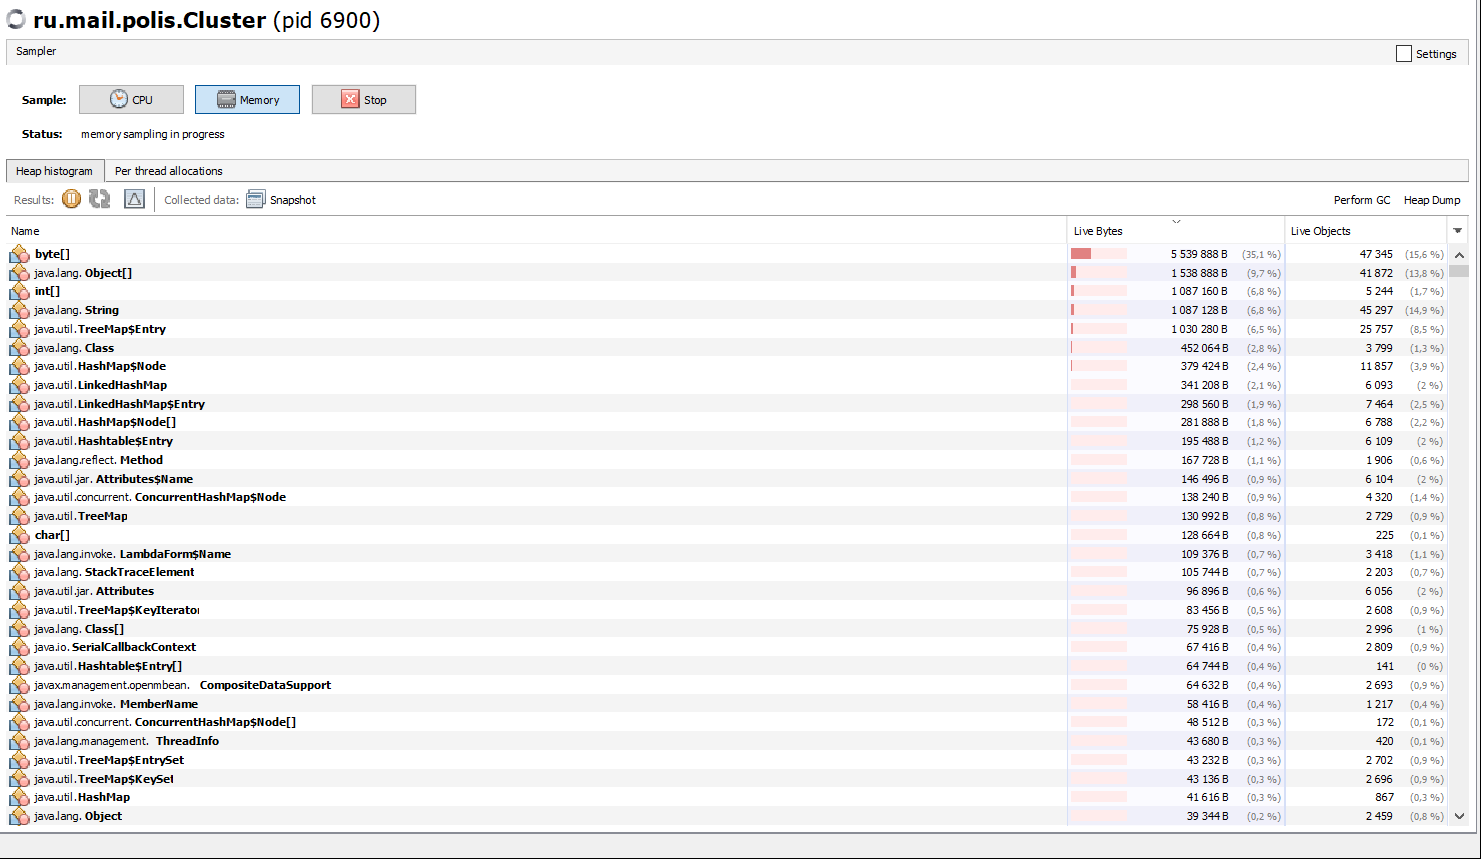 ru.mail.polis.Cluster (pid 6900)
Sampler
Settings
Sample: CPU Memory Stop
Status: memory sampling in progress
Heap histogram Per thread allocations
Results: Collected data: Snapshot Perform GC Heap Dump
Name Live Bytes Live Objects
byte[] 5 539 888 B (35,1 %) 47 345 (15,6 %)
java.lang.Object[] 1 538 888 B (9,7 %) 41 872 (13,8 %)
int[] 1 087 160 B (6,8 %) 5 244 (1,7 %)
java.lang.String 1 087 128 B (6,8 %) 45 297 (14,9 %)
java.util.TreeMap$Entry 1 030 280 B (6,5 %) 25 757 (8,5 %)
java.lang.Class 452 064 B (2,8 %) 3 799 (1,3 %)
java.util.HashMap$Node 379 424 B (2,4 %) 11 857 (3,9 %)
java.util.LinkedHashMap 341 208 B (2,1 %) 6 093 (2 %)
java.util.LinkedHashMap$Entry 298 560 B (1,9 %) 7 464 (2,5 %)
java.util.HashMap$Node[] 281 888 B (1,8 %) 6 788 (2,2 %)
java.util.Hashtable$Entry 195 488 B (1,2 %) 6 109 (2 %)
java.lang.reflect.Method 167 728 B (1,1 %) 1 906 (0,6 %)
java.util.jar.Attributes$Name 146 496 B (0,9 %) 6 104 (2 %)
java.util.concurrent.ConcurrentHashMap$Node 138 240 B (0,9 %) 4 320 (1,4 %)
java.util.TreeMap 130 992 B (0,8 %) 2 729 (0,9 %)
char[] 128 664 B (0,8 %) 225 (0,1 %)
java.lang.invoke.LambdaForm$Name 109 376 B (0,7 %) 3 418 (1,1 %)
java.lang.StackTraceElement 105 744 B (0,7 %) 2 203 (0,7 %)
java.util.jar.Attributes 96 896 B (0,6 %) 6 056 (2 %)
java.util.TreeMap$KeyIterator 83 456 B (0,5 %) 2 608 (0,9 %)
java.lang.Class[] 75 928 B (0,5 %) 2 996 (1 %)
java.io.SerialCallbackContext 67 416 B (0,4 %) 2 809 (0,9 %)
java.util.Hashtable$Entry[] 64 744 B (0,4 %) 141 (0 %)
javax.management.openmbean.CompositeDataSupport 64 632 B (0,4 %) 2 693 (0,9 %)
java.lang.invoke.MemberName 58 416 B (0,4 %) 1 217 (0,4 %)
java.util.concurrent.ConcurrentHashMap$Node[] 48 512 B (0,3 %) 172 (0,1 %)
java.lang.management.ThreadInfo 43 680 B (0,3 %) 420 (0,1 %)
java.util.TreeMap$EntrySet 43 232 B (0,3 %) 2 702 (0,9 %)
java.util.TreeMap$KeySet 43 136 B (0,3 %) 2 696 (0,9 %)
java.util.HashMap 41 616 B (0,3 %) 867 (0,3 %)
java.lang.Object 39 344 B (0,2 %) 2 459 (0,8 %)